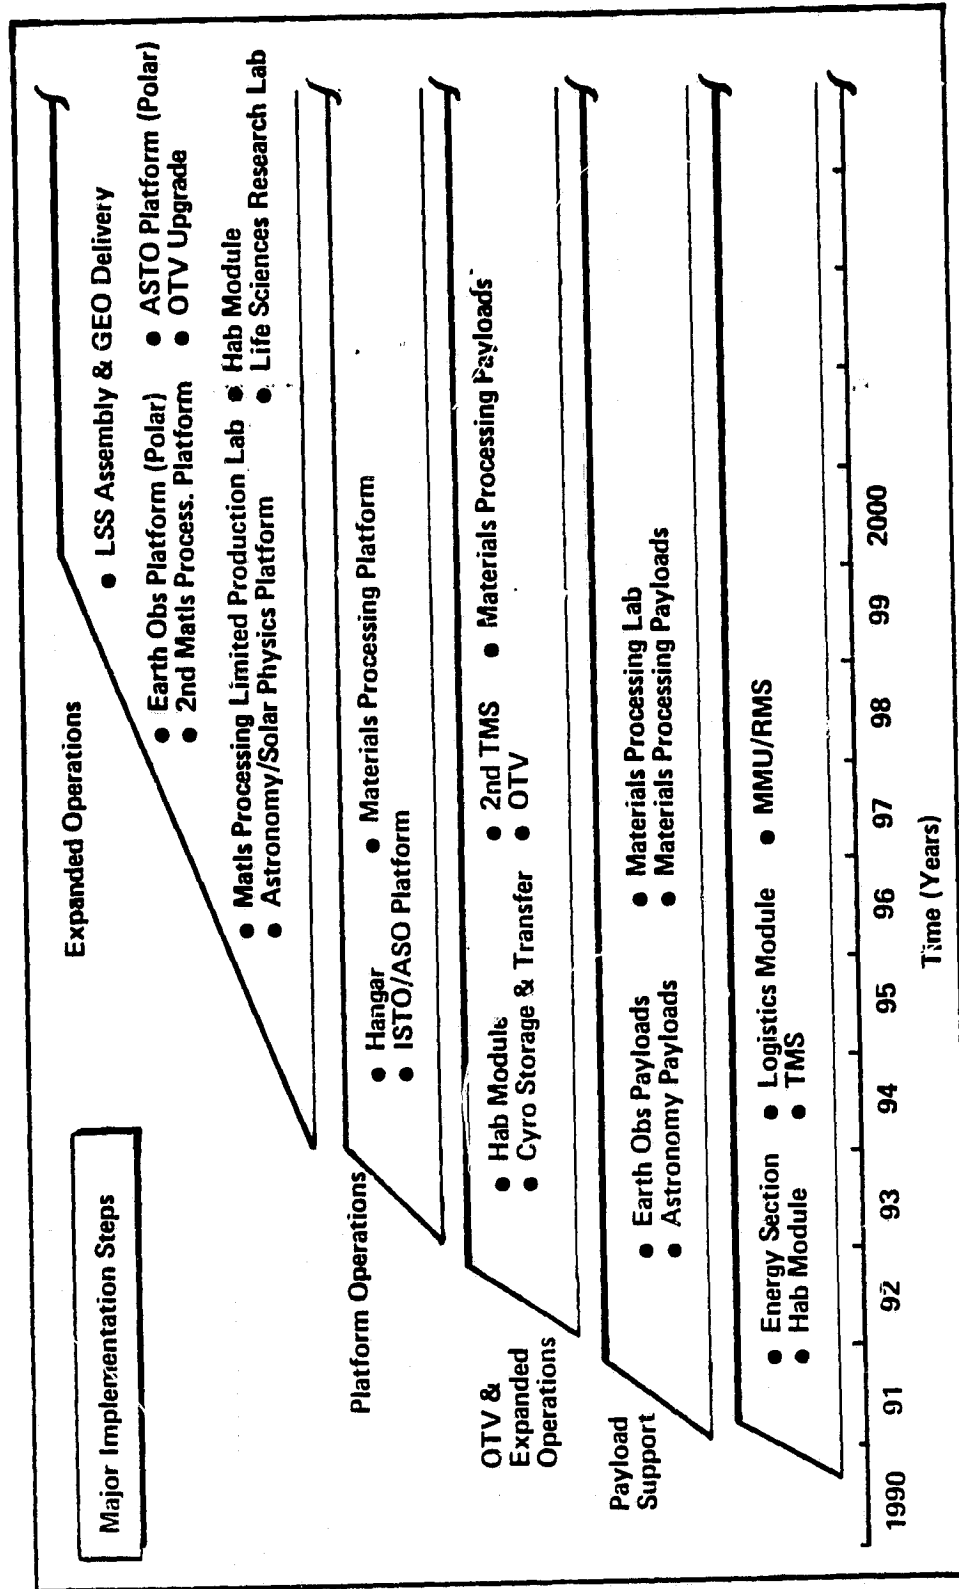 Major Implementation Steps
Expanded Operations
● LSS Assembly & GEO Delivery
● Earth Obs Platform (Polar)
● 2nd Matls Process. Platform
● ASTO Platform (Polar)
● OTV Upgrade
● Matls Processing Limited Production Lab
● Astronomy/Solar Physics Platform
● Hab Module
● Life Sciences Research Lab
Platform Operations
● Hangar
● ISTO/ASO Platform
● Materials Processing Platform
OTV &
Expanded
Operations
● Hab Module
● Cyro Storage & Transfer
● 2nd TMS
● OTV
● Materials Processing Payloads
Payload
Support
● Earth Obs Payloads
● Astronomy Payloads
● Materials Processing Lab
● Materials Processing Payloads
● Energy Section
● Hab Module
● Logistics Module
● TMS
● MMU/RMS
1990 91 92 93 94 95 96 97 98 99 2000
Time (Years)